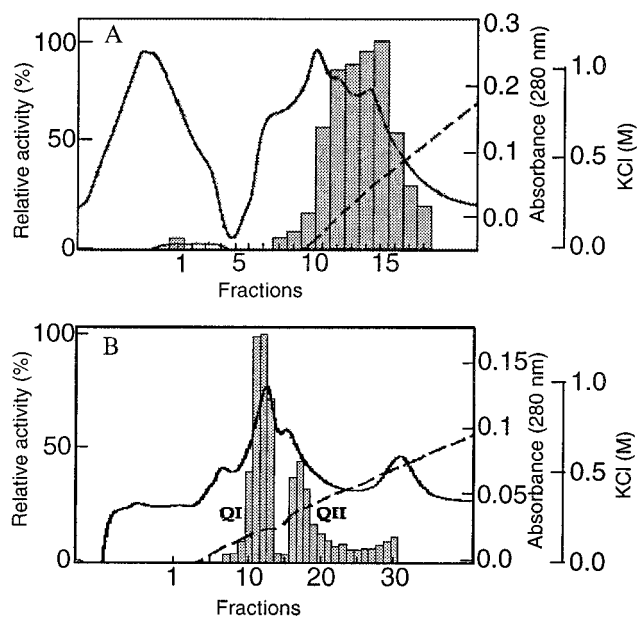 A
Relative activity (%)
100
50
0
1 5 10 15
Fractions
0.3
0.2
0.1
0.0
Absorbance (280 nm)
1.0
0.5
0.0
KCl (M)
B
Relative activity (%)
100
50
0
QI
QII
1 10 20 30
Fractions
0.15
0.1
0.05
0.0
Absorbance (280 nm)
1.0
0.5
0.0
KCl (M)